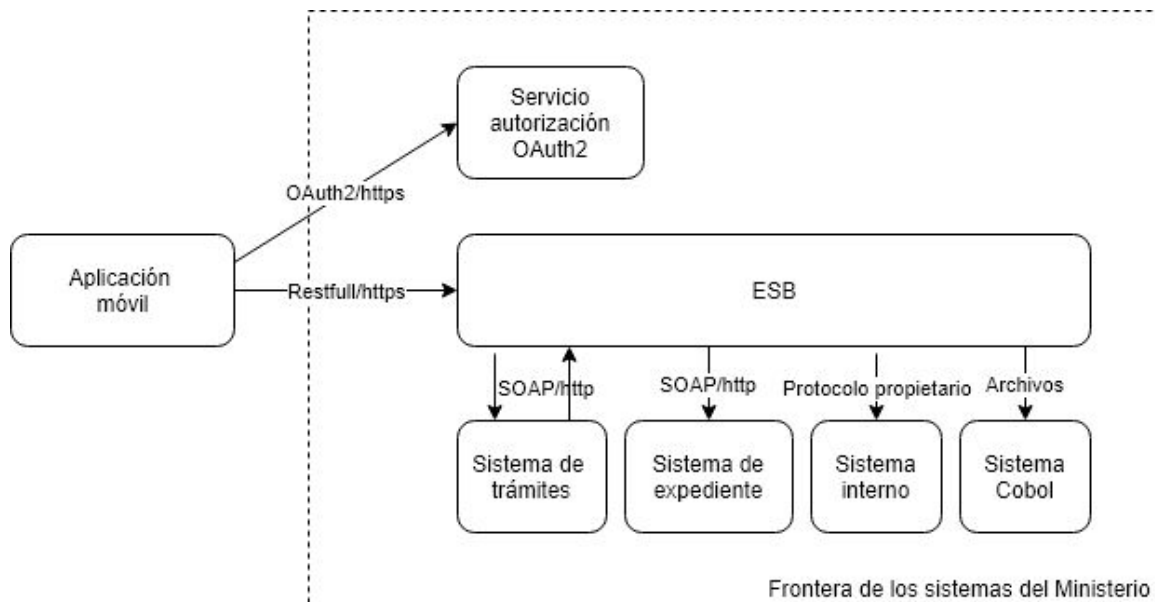 Servicio
autorización
OAuth2
OAuth2/https
Aplicación
móvil
Restfull/https
ESB
SOAP/http
SOAP/http
Protocolo propietario
Archivos
Sistema de
trámites
Sistema de
expediente
Sistema
interno
Sistema
Cobol
Frontera de los sistemas del Ministerio